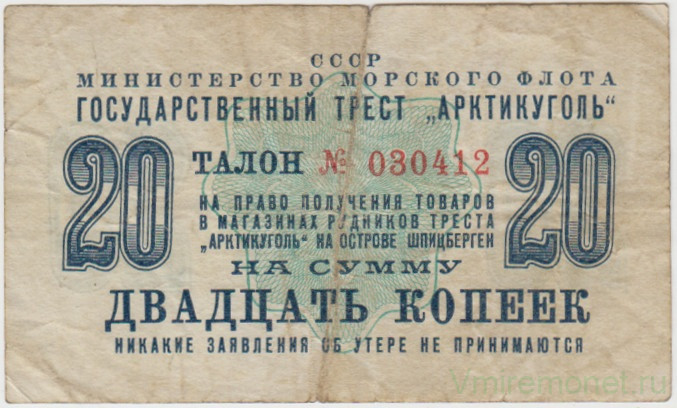 СССР
МИНИСТЕРСТВО МОРСКОГО ФЛОТА
ГОСУДАРСТВЕННЫЙ ТРЕСТ „АРКТИКУГОЛЬ“
20 ТАЛОН № 030412 20
НА ПРАВО ПОЛУЧЕНИЯ ТОВАРОВ
В МАГАЗИНАХ РУДНИКОВ ТРЕСТА
„АРКТИКУГОЛЬ“ НА ОСТРОВЕ ШПИЦБЕРГЕН
НА СУММУ
ДВАДЦАТЬ КОПЕЕК
НИКАКИЕ ЗАЯВЛЕНИЯ ОБ УТЕРЕ НЕ ПРИНИМАЮТСЯ
Vmiremonet.ru